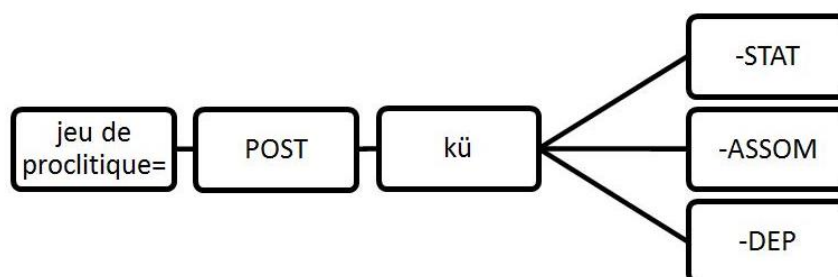 jeu de
proclitique=
POST
kü
-STAT
-ASSOM
-DEP